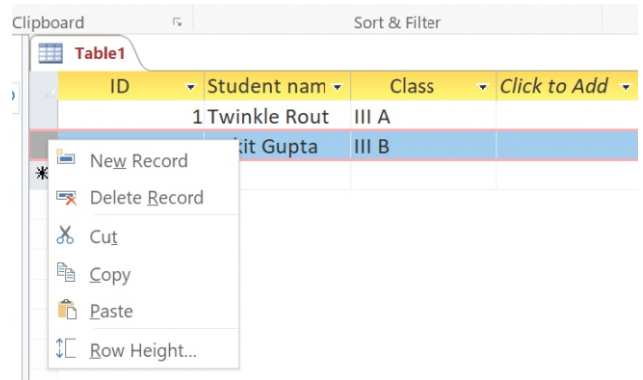 Clipboard Sort & Filter
Table1
ID Student nam Class Click to Add
1 Twinkle Rout III A
kit Gupta III B
New Record
Delete Record
Cut
Copy
Paste
Row Height...